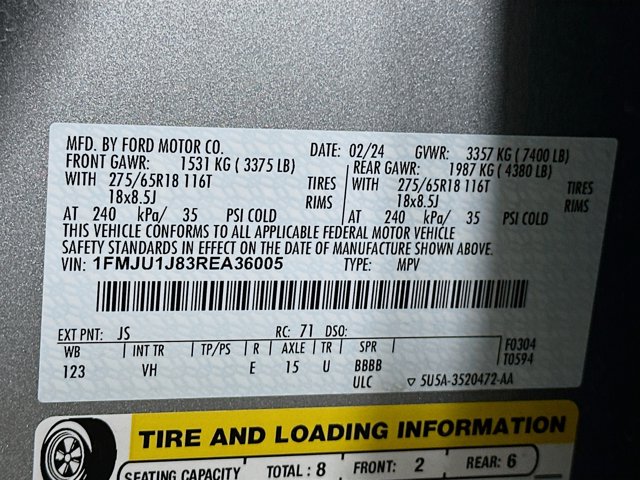 MFD. BY FORD MOTOR CO.
DATE: 02/24 GVWR: 3357 KG ( 7400 LB)
FRONT GAWR: 1531 KG ( 3375 LB) REAR GAWR: 1987 KG ( 4380 LB)
WITH 275/65R18 116T TIRES WITH 275/65R18 116T TIRES
18x8.5J RIMS 18x8.5J RIMS
AT 240 kPa/ 35 PSI COLD AT 240 kPa/ 35 PSI COLD
THIS VEHICLE CONFORMS TO ALL APPLICABLE FEDERAL MOTOR VEHICLE
SAFETY STANDARDS IN EFFECT ON THE DATE OF MANUFACTURE SHOWN ABOVE.
VIN: 1FMJU1J83REA36005 TYPE: MPV
EXT PNT: JS RC: 71 DSO:
WB INT TR TP/PS R AXLE TR SPR F0304
123 VH E 15 U BBBB T0594
ULC ▽ 5U5A-3520472-AA
TIRE AND LOADING INFORMATION
SEATING CAPACITY TOTAL: 8 FRONT: 2 REAR: 6